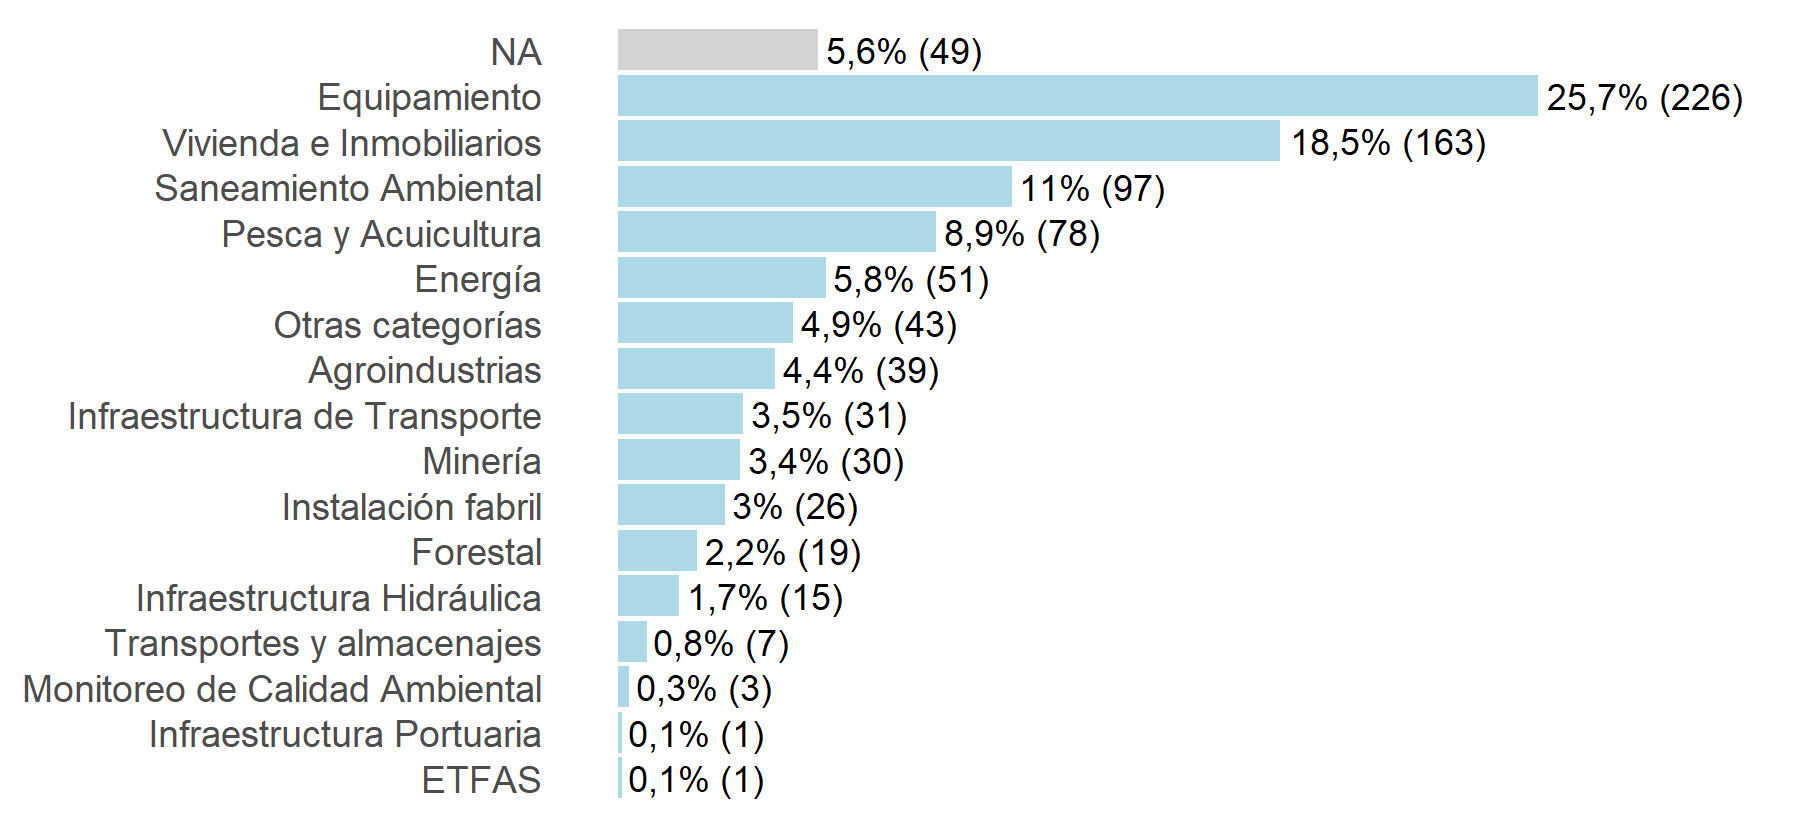 NA 5,6% (49)
Equipamiento 25,7% (226)
Vivienda e Inmobiliarios 18,5% (163)
Saneamiento Ambiental 11% (97)
Pesca y Acuicultura 8,9% (78)
Energía 5,8% (51)
Otras categorías 4,9% (43)
Agroindustrias 4,4% (39)
Infraestructura de Transporte 3,5% (31)
Minería 3,4% (30)
Instalación fabril 3% (26)
Forestal 2,2% (19)
Infraestructura Hidráulica 1,7% (15)
Transportes y almacenajes 0,8% (7)
Monitoreo de Calidad Ambiental 0,3% (3)
Infraestructura Portuaria 0,1% (1)
ETFAS 0,1% (1)